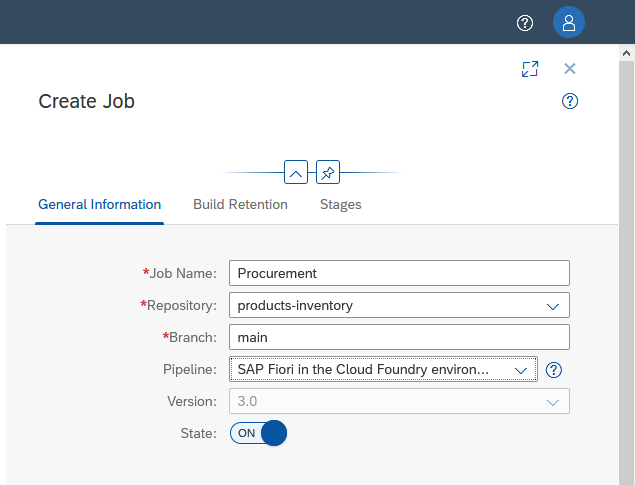 Create Job
General Information Build Retention Stages
*Job Name: Procurement
*Repository: products-inventory
*Branch: main
Pipeline: SAP Fiori in the Cloud Foundry environ...
Version: 3.0
State: ON